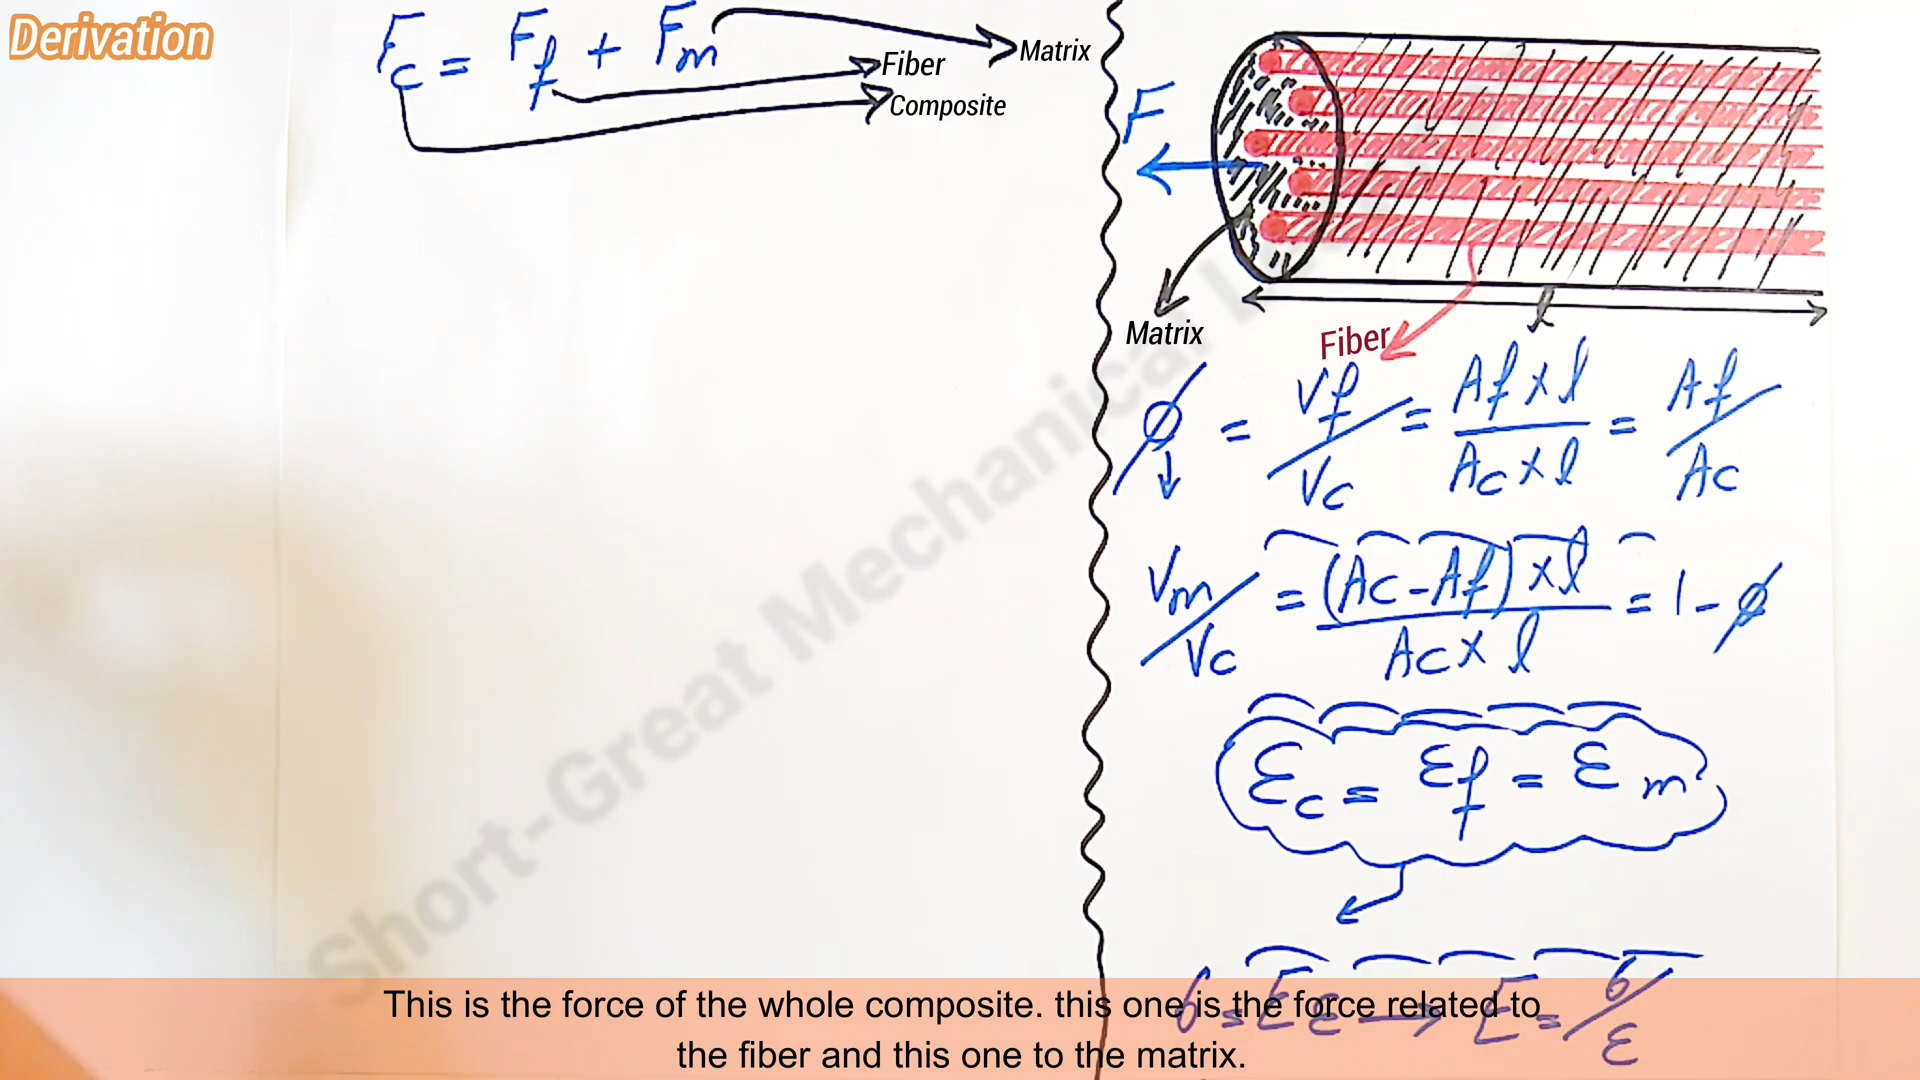 Derivation
Fc = Ff + Fm
Matrix
Fiber
Composite
F
Matrix
Fiber
l
φ = Vf/Vc = Af x l / Ac x l = Af/Ac
Vm/Vc = (Ac - Af) x l / Ac x l = 1 - φ
εc = εf = εm
6 = Eε → E = 6/ε
Short-Great Mechanical L
This is the force of the whole composite. this one is the force related to
the fiber and this one to the matrix.